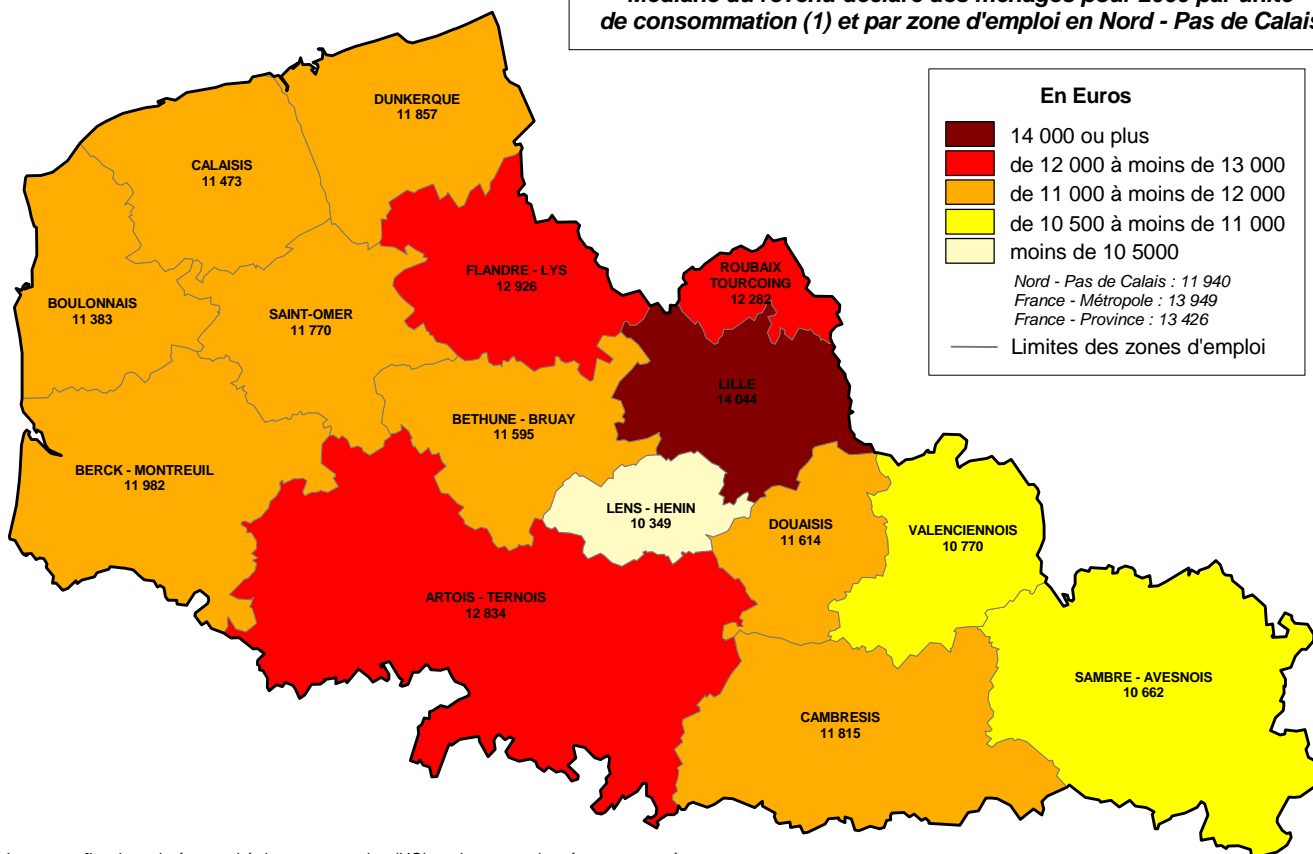 de consommation (1) et par zone d'emploi en Nord - Pas de Calais
En Euros
14 000 ou plus
de 12 000 à moins de 13 000
de 11 000 à moins de 12 000
de 10 500 à moins de 11 000
moins de 10 5000
Nord - Pas de Calais : 11 940
France - Métropole : 13 949
France - Province : 13 426
Limites des zones d'emploi
DUNKERQUE
11 857
CALAISIS
11 473
FLANDRE - LYS
12 926
ROUBAIX
TOURCOING
12 282
BOULONNAIS
11 383
SAINT-OMER
11 770
LILLE
14 044
BETHUNE - BRUAY
11 595
BERCK - MONTREUIL
11 982
LENS - HENIN
10 349
DOUAISIS
11 614
VALENCIENNOIS
10 770
ARTOIS - TERNOIS
12 834
SAMBRE - AVESNOIS
10 662
CAMBRESIS
11 815